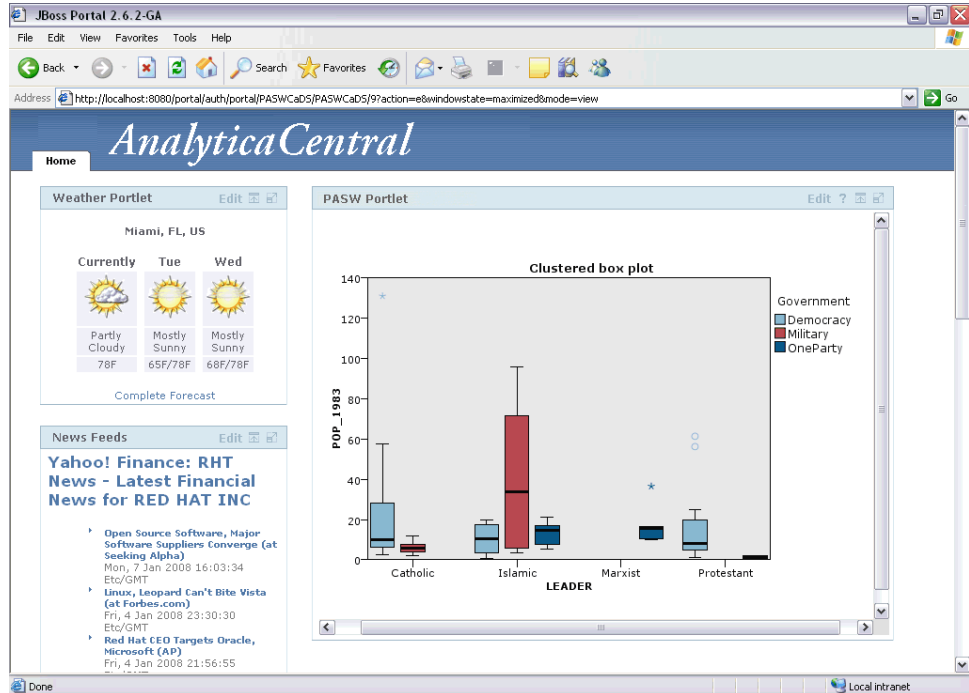 JBoss Portal 2.6.2-GA
File Edit View Favorites Tools Help
Back Search Favorites
Address http://localhost:8080/portal/auth/portal/PASWCaDS/PASWCaDS/9?action=e&windowstate=maximized&mode=view Go
AnalyticaCentral
Home
Weather Portlet Edit
Miami, FL, US
Currently Tue Wed
Partly Cloudy Mostly Sunny Mostly Sunny
78F 65F/78F 68F/78F
Complete Forecast
News Feeds Edit
Yahoo! Finance: RHT
News - Latest Financial
News for RED HAT INC
Open Source Software, Major
Software Suppliers Converge (at
Seeking Alpha)
Mon, 7 Jan 2008 16:03:34
Etc/GMT
Linux, Leopard Can't Bite Vista
(at Forbes.com)
Fri, 4 Jan 2008 23:30:30
Etc/GMT
Red Hat CEO Targets Oracle,
Microsoft (AP)
Fri, 4 Jan 2008 21:56:55
PASW Portlet Edit ?
Clustered box plot
140
120
100
80
60
40
20
0
POP_1983
Catholic Islamic Marxist Protestant
LEADER
Government
Democracy
Military
OneParty
Done Local intranet